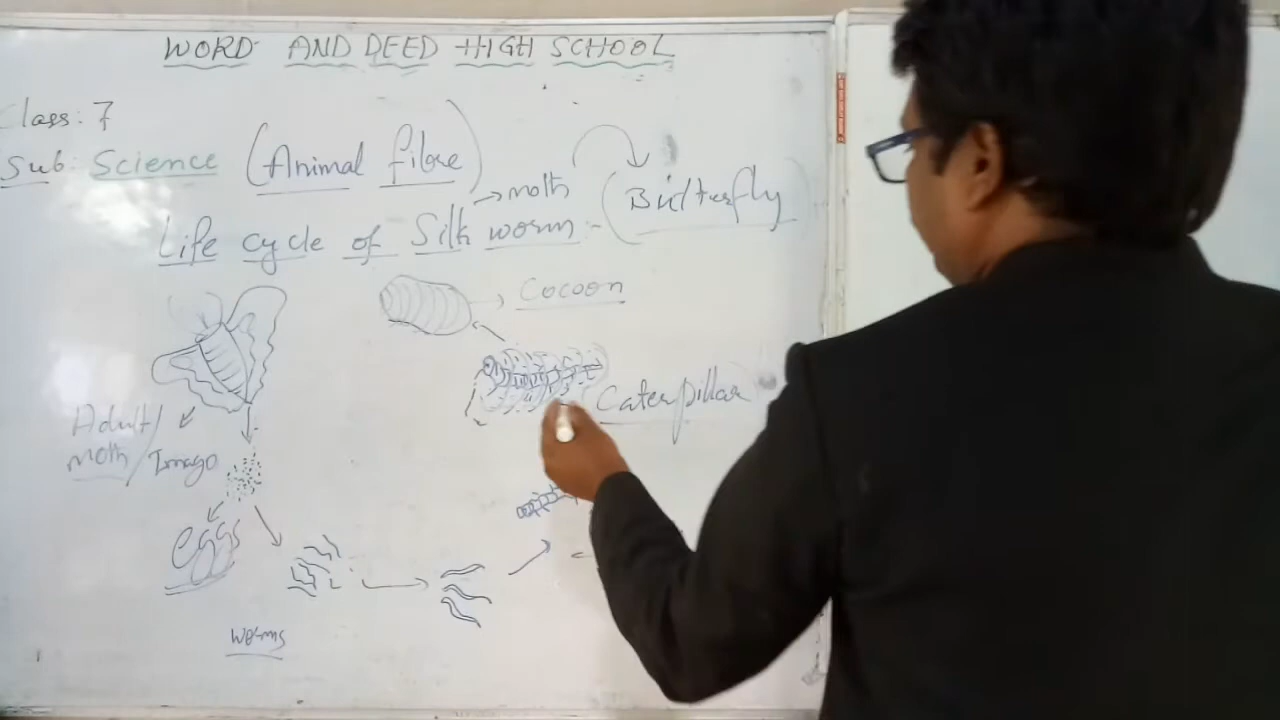 WORD AND DEED HIGH SCHOOL
Class: 7
Sub: Science (Animal fibre)
→ moth
Life cycle of Silk worm - (Butterfly)
→ Cocoon
Caterpillar
Adult/
moth/Imago
eggs
worms